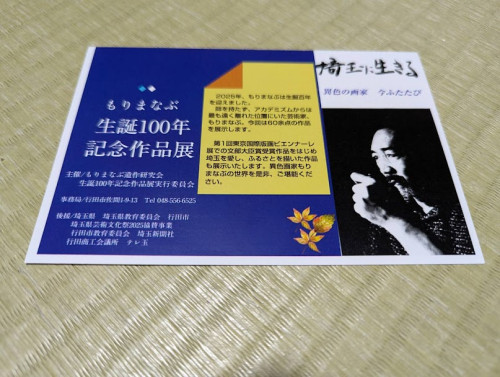 もりまなぶ
生誕100年
記念作品展
主催/もりまなぶ遺作研究会
生誕100年記念作品展実行委員会
事務局/行田市佐間1-9-13 Tel 048-556-6525
後援/埼玉県 埼玉県教育委員会 行田市
埼玉県芸術文化祭2025協賛事業
行田市教育委員会 埼玉新聞社
行田商工会議所 テレ玉
2025年、もりまなぶは生誕百年
を迎えました。
師を持たず、アカデミズムからは
最も遠く離れた位置にいた芸術家、
もりまなぶ。今回は60余点の作品
を展示します。
第1回東京国際版画ビエンナーレ
展での文部大臣賞受賞作品をはじめ
埼玉を愛し、ふるさとを描いた作品
も展示いたします。異色画家もり
まなぶの世界を是非、ご堪能くだ
さい。
埼玉に生きる
異色の画家 今ふたたび